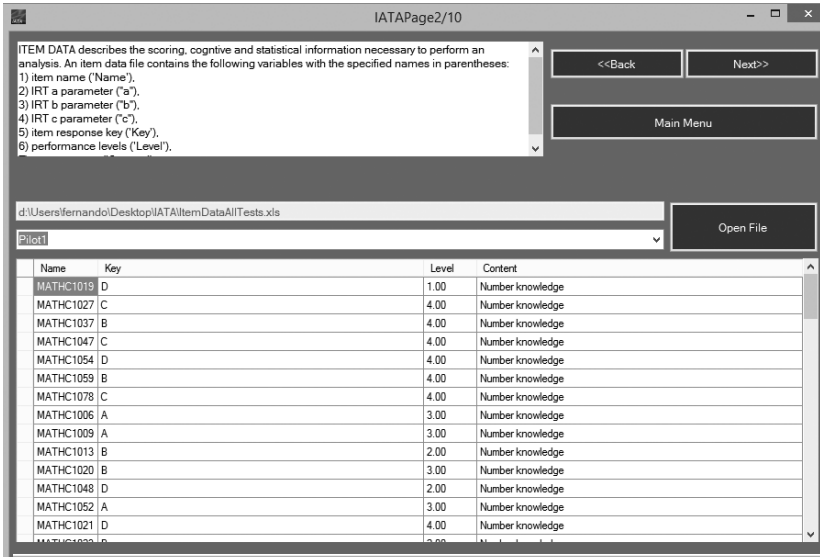 IATAPage2/10
ITEM DATA describes the scoring, cogntive and statistical information necessary to perform an
analysis. An item data file contains the following variables with the specified names in parentheses:
1) item name ('Name'),
2) IRT a parameter ("a"),
3) IRT b parameter ("b"),
4) IRT c parameter ("c"),
5) item response key ('Key'),
6) performance levels ('Level'),
<<Back
Next>>
Main Menu
d:\Users\fernando\Desktop\IATA\ItemDataAllTests.xls
Open File
Pilot1
Name Key Level Content
MATHC1019 D 1.00 Number knowledge
MATHC1027 C 4.00 Number knowledge
MATHC1037 B 4.00 Number knowledge
MATHC1047 C 4.00 Number knowledge
MATHC1054 D 4.00 Number knowledge
MATHC1059 B 4.00 Number knowledge
MATHC1078 C 4.00 Number knowledge
MATHC1006 A 3.00 Number knowledge
MATHC1009 A 3.00 Number knowledge
MATHC1013 B 2.00 Number knowledge
MATHC1020 B 3.00 Number knowledge
MATHC1048 D 2.00 Number knowledge
MATHC1052 A 3.00 Number knowledge
MATHC1021 D 4.00 Number knowledge